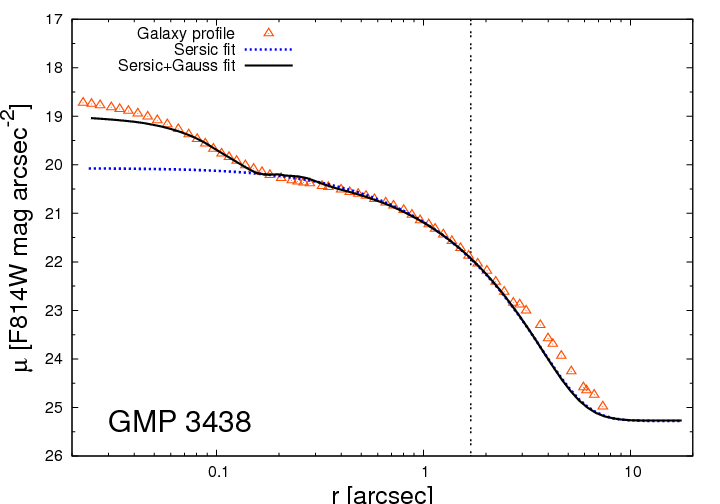 17
18
19
20
21
22
23
24
25
26
μ [F814W mag arcsec⁻²]
Galaxy profile
Sersic fit
Sersic+Gauss fit
GMP 3438
0.1
1
10
r [arcsec]